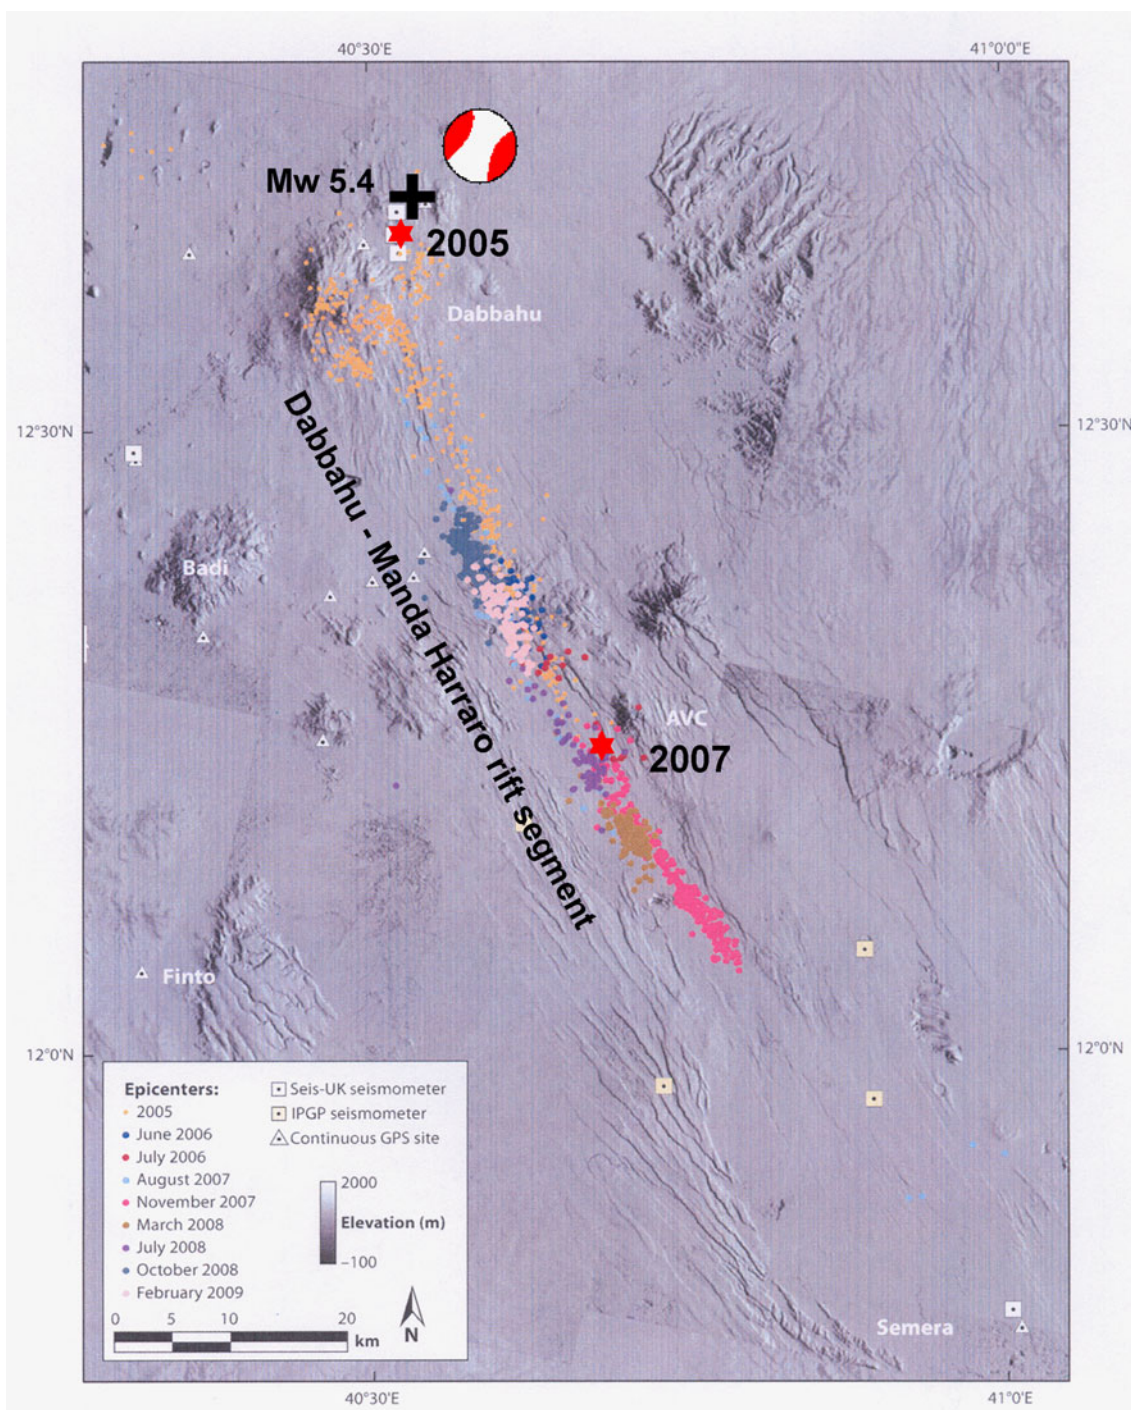 40°30'E
41°0'0"E
Mw 5.4
2005
Dabbahu
12°30'N
12°30'N
Dabbahu - Manda Harraro rift segment
Badi
AVC
2007
Finto
12°0'N
12°0'N
Epicenters:
2005
June 2006
July 2006
August 2007
November 2007
March 2008
July 2008
October 2008
February 2009
Seis-UK seismometer
IPGP seismometer
Continuous GPS site
2000
Elevation (m)
–100
0 5 10 20
km
N
Semera
40°30'E
41°0'E